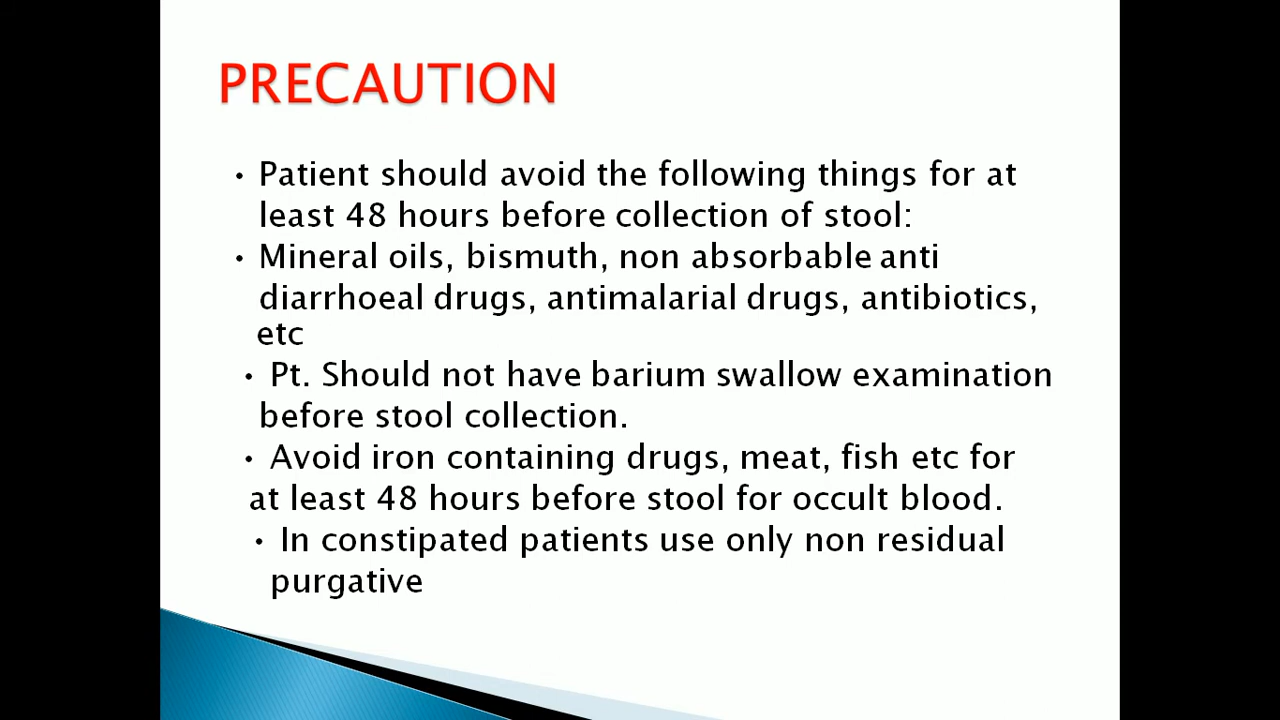 PRECAUTION
• Patient should avoid the following things for at
least 48 hours before collection of stool:
• Mineral oils, bismuth, non absorbable anti
diarrhoeal drugs, antimalarial drugs, antibiotics,
etc
• Pt. Should not have barium swallow examination
before stool collection.
• Avoid iron containing drugs, meat, fish etc for
at least 48 hours before stool for occult blood.
• In constipated patients use only non residual
purgative